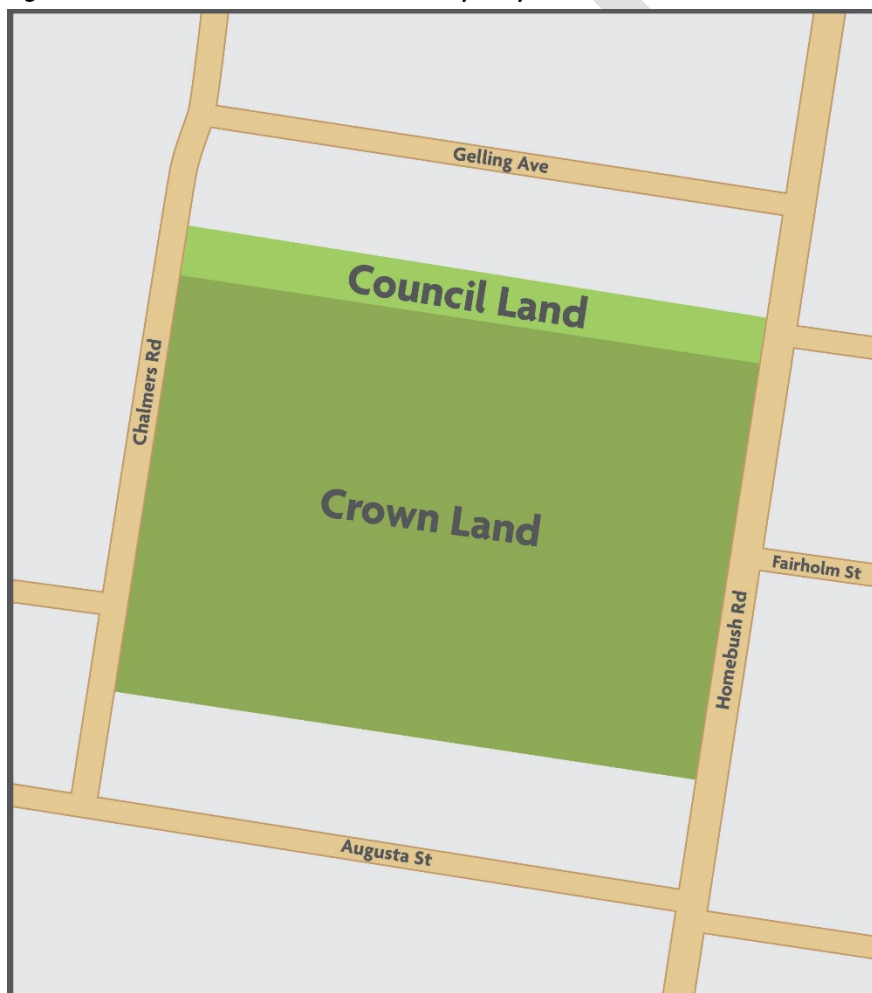 Gelling Ave
Council Land
Chalmers Rd
Crown Land
Fairholm St
Homebush Rd
Augusta St